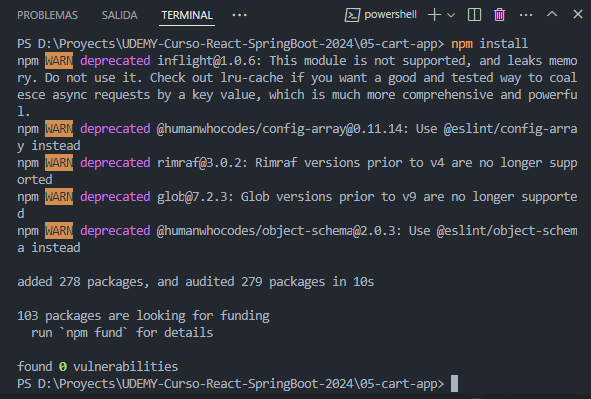 PROBLEMAS SALIDA TERMINAL ··· powershell
PS D:\Proyects\UDEMY-Curso-React-SpringBoot-2024\05-cart-app> npm install
npm WARN deprecated inflight@1.0.6: This module is not supported, and leaks memo
ry. Do not use it. Check out lru-cache if you want a good and tested way to coal
esce async requests by a key value, which is much more comprehensive and powerfu
l.
npm WARN deprecated @humanwhocodes/config-array@0.11.14: Use @eslint/config-arra
y instead
npm WARN deprecated rimraf@3.0.2: Rimraf versions prior to v4 are no longer supp
orted
npm WARN deprecated glob@7.2.3: Glob versions prior to v9 are no longer supporte
d
npm WARN deprecated @humanwhocodes/object-schema@2.0.3: Use @eslint/object-schem
a instead
added 278 packages, and audited 279 packages in 10s
103 packages are looking for funding
run `npm fund` for details
found 0 vulnerabilities
PS D:\Proyects\UDEMY-Curso-React-SpringBoot-2024\05-cart-app>